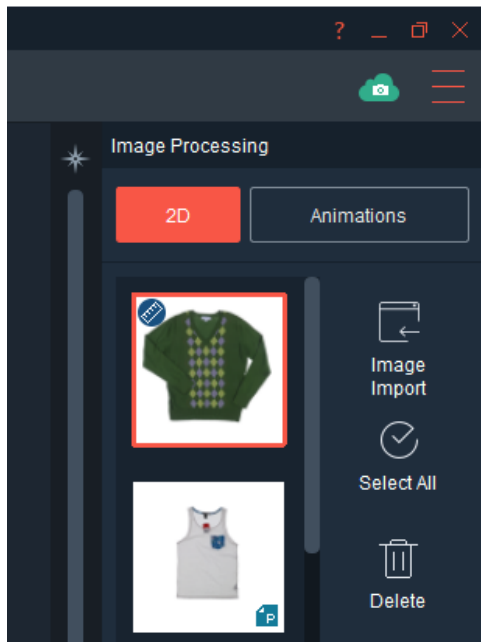 ?
Image Processing
2D
Animations
Image
Import
Select All
P
Delete